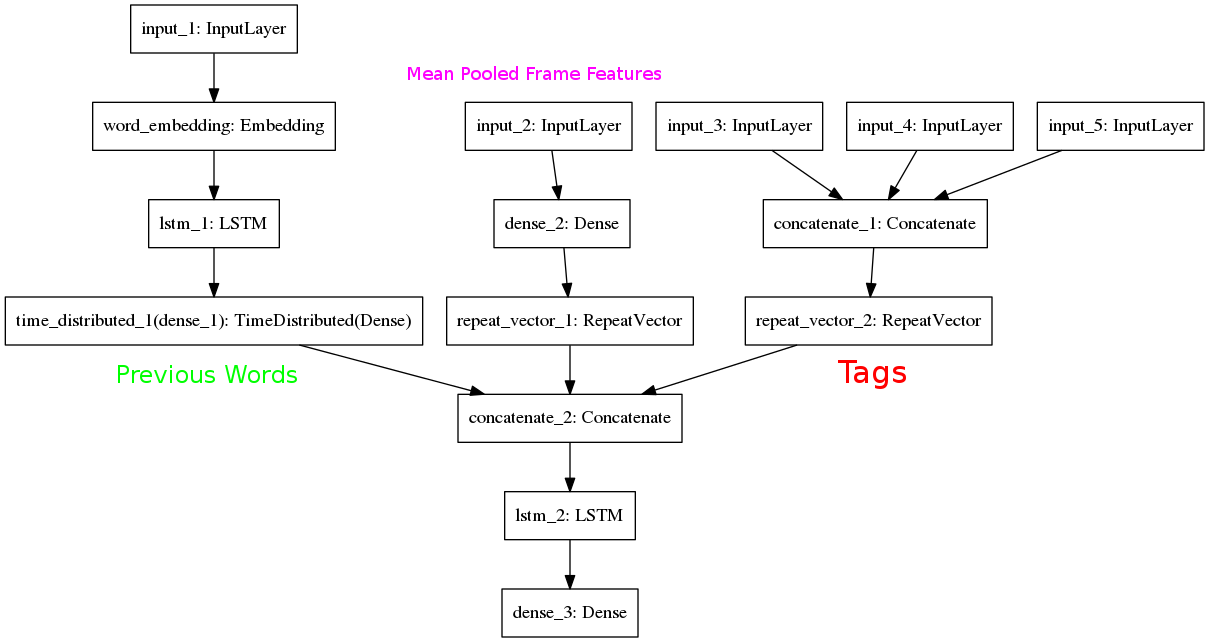 input_1: InputLayer
Mean Pooled Frame Features
word_embedding: Embedding
input_2: InputLayer
input_3: InputLayer
input_4: InputLayer
input_5: InputLayer
lstm_1: LSTM
dense_2: Dense
concatenate_1: Concatenate
time_distributed_1(dense_1): TimeDistributed(Dense)
repeat_vector_1: RepeatVector
repeat_vector_2: RepeatVector
Previous Words
Tags
concatenate_2: Concatenate
lstm_2: LSTM
dense_3: Dense